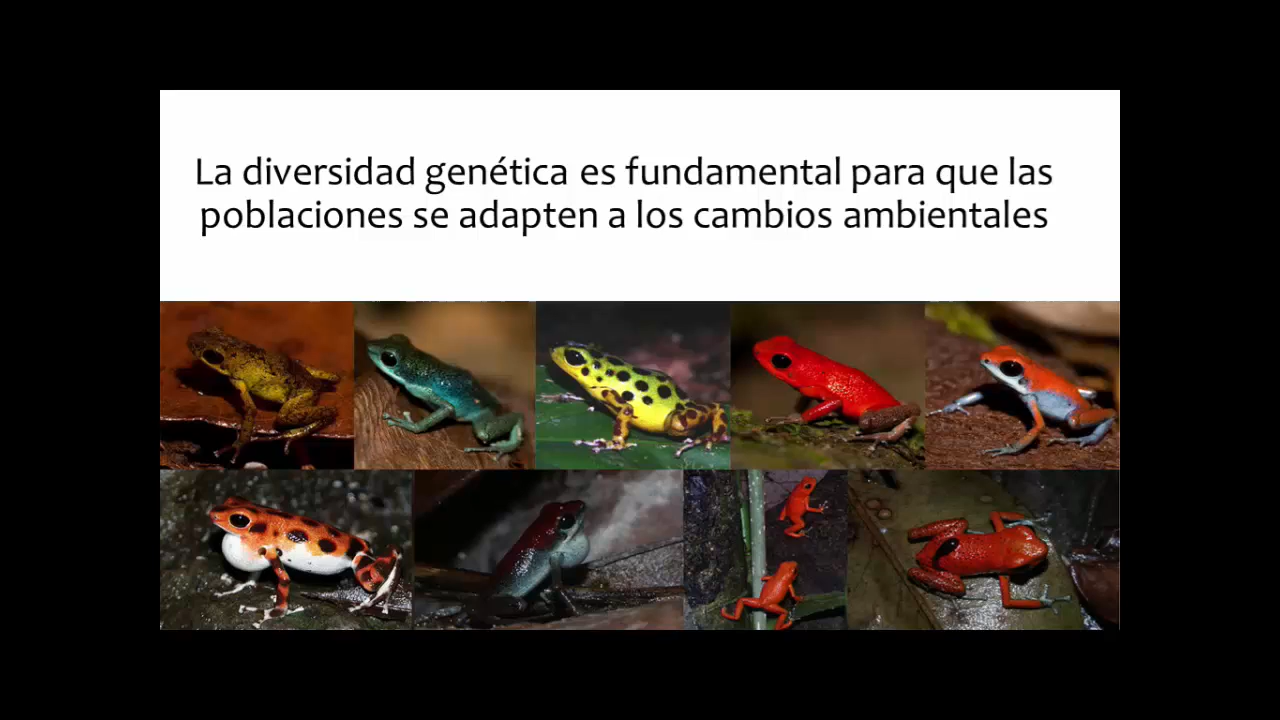 La diversidad genética es fundamental para que las
poblaciones se adapten a los cambios ambientales